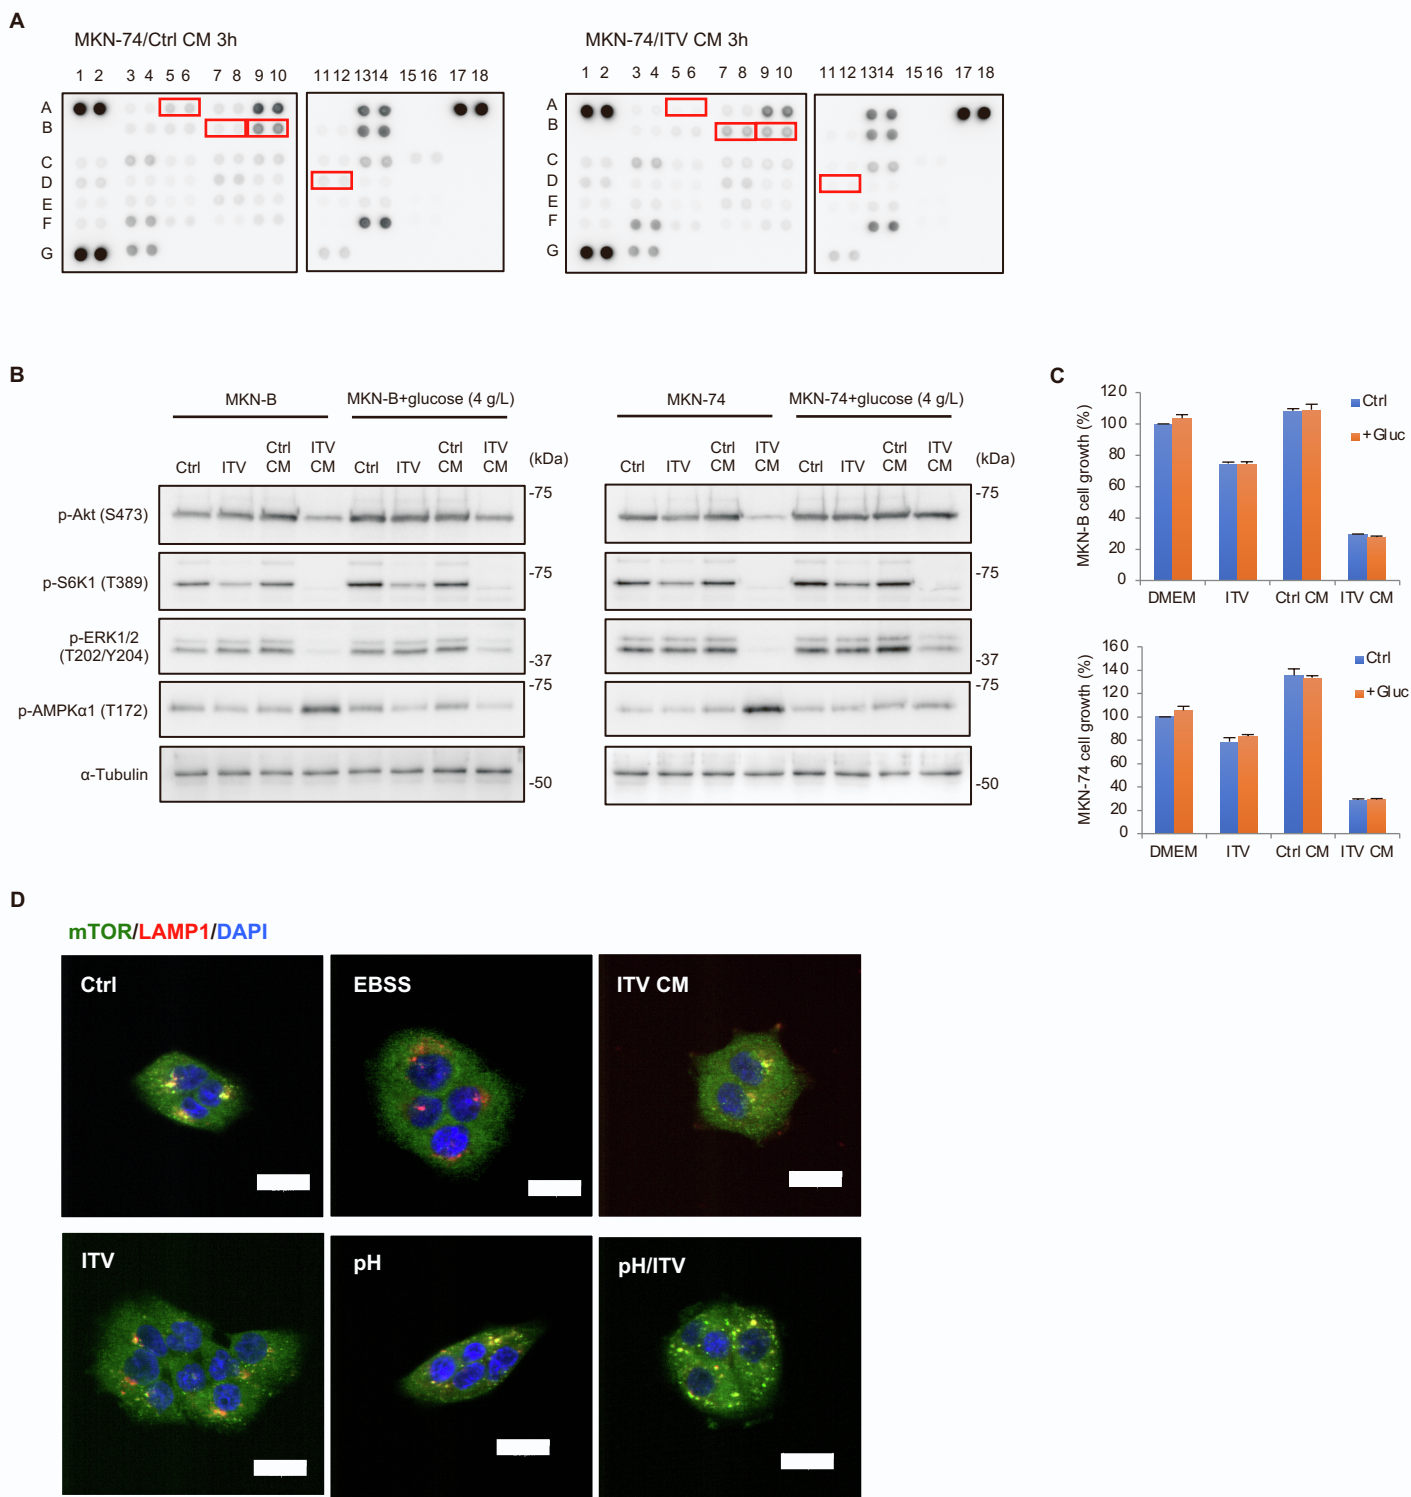 A
MKN-74/Ctrl CM 3h
MKN-74/ITV CM 3h
1 2 3 4 5 6 7 8 9 10 11 12 13 14 15 16 17 18
1 2 3 4 5 6 7 8 9 10 11 12 13 14 15 16 17 18
A
B
C
D
E
F
G
A
B
C
D
E
F
G
B
MKN-B
MKN-B+glucose (4 g/L)
Ctrl ITV Ctrl CM ITV CM Ctrl ITV Ctrl CM ITV CM (kDa)
MKN-74
MKN-74+glucose (4 g/L)
Ctrl ITV Ctrl CM ITV CM Ctrl ITV Ctrl CM ITV CM (kDa)
p-Akt (S473)
-75
-75
p-S6K1 (T389)
-75
-75
p-ERK1/2
(T202/Y204)
-37
-37
p-AMPKα1 (T172)
-75
-75
α-Tubulin
-50
-50
C
MKN-B cell growth (%)
120
100
80
60
40
20
0
DMEM ITV Ctrl CM ITV CM
Ctrl
+Gluc
MKN-74 cell growth (%)
160
140
120
100
80
60
40
20
0
DMEM ITV Ctrl CM ITV CM
Ctrl
+Gluc
D
mTOR/LAMP1/DAPI
Ctrl
EBSS
ITV CM
ITV
pH
pH/ITV